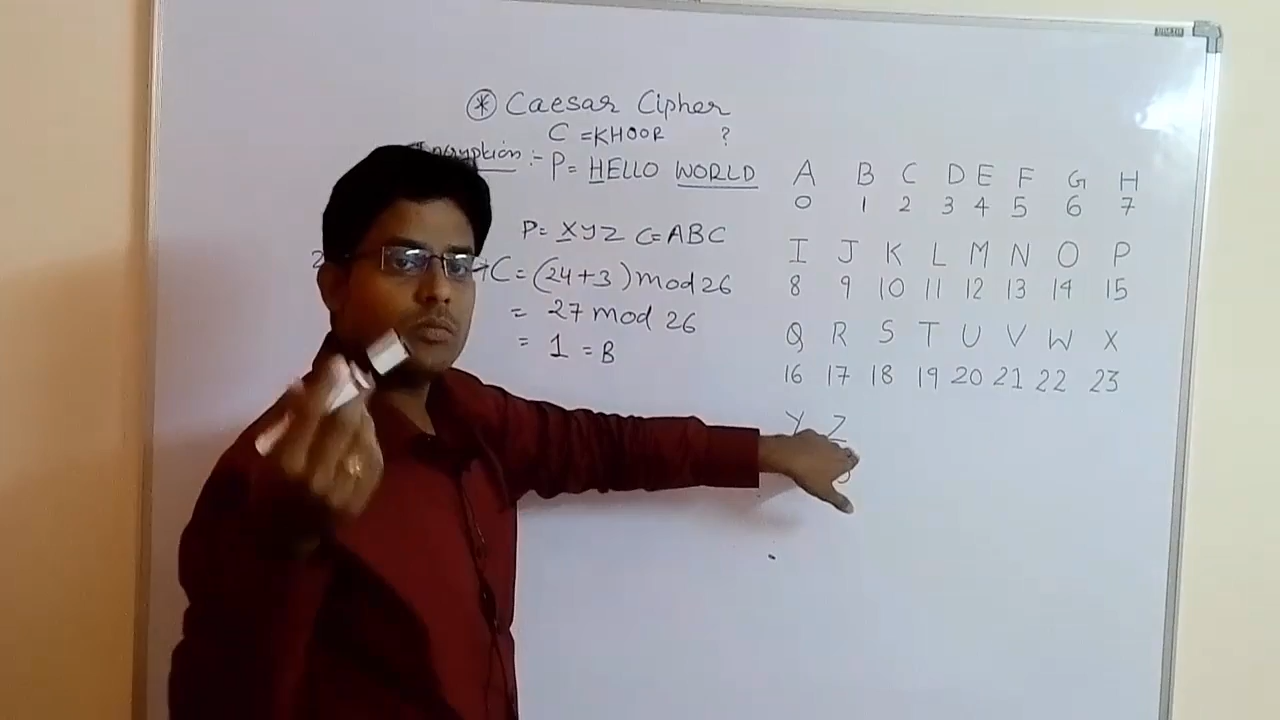 ✱ Caesar Cipher
C = KHOOR ?
Encryption :- P = HELLO WORLD
P = XYZ C = ABC
C = (24+3) mod 26
= 27 mod 26
= 1 = B
A B C D E F G H
0 1 2 3 4 5 6 7
I J K L M N O P
8 9 10 11 12 13 14 15
Q R S T U V W X
16 17 18 19 20 21 22 23
Y Z